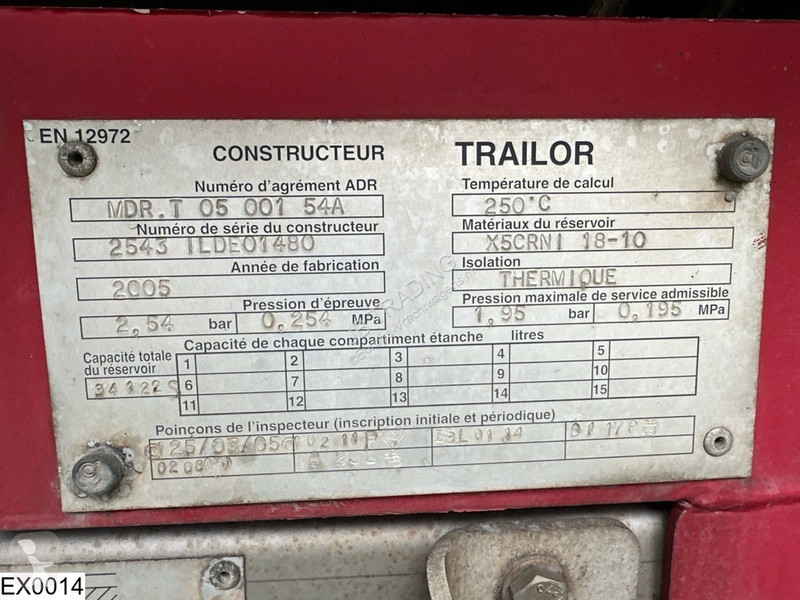 EN 12972
CONSTRUCTEUR TRAILOR
Numéro d'agrément ADR
MDR.T 05 001 54A
Numéro de série du constructeur
2543 ILDE01480
Année de fabrication
2005
Pression d'épreuve
2,54 bar 0,254 MPa
Température de calcul
250°C
Matériaux du réservoir
X5CRNI 18-10
Isolation
THERMIQUE
Pression maximale de service admissible
1,95 bar 0,195 MPa
Capacité totale
du réservoir
34122S
Capacité de chaque compartiment étanche litres
1 2 3 4 5
6 7 8 9 10
11 12 13 14 15
Poinçons de l'inspecteur (inscription initiale et périodique)
25/03/05
EX0014